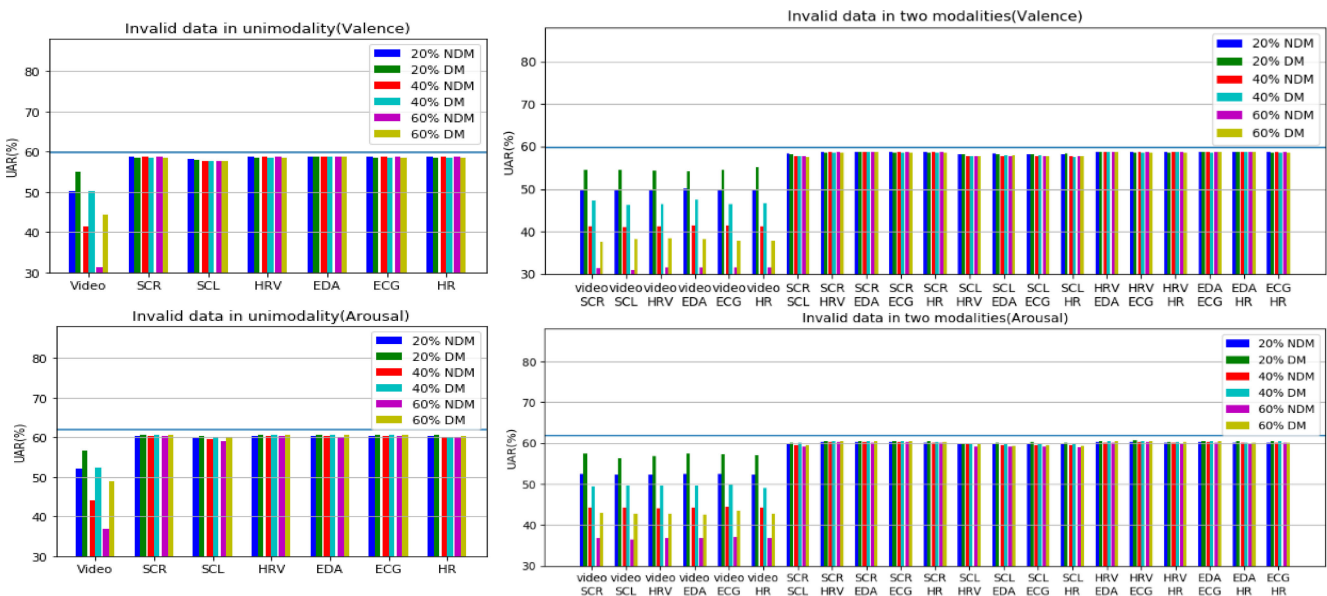 Invalid data in unimodality(Valence)
UAR(%)
80
70
60
50
40
30
20% NDM
20% DM
40% NDM
40% DM
60% NDM
60% DM
Video SCR SCL HRV EDA ECG HR
Invalid data in two modalities(Valence)
UAR(%)
80
70
60
50
40
30
20% NDM
20% DM
40% NDM
40% DM
60% NDM
60% DM
video video video video video video SCR SCR SCR SCR SCR SCL SCL SCL SCL HRV HRV HRV EDA EDA ECG
SCR SCL HRV EDA ECG HR SCL HRV EDA ECG HR HRV EDA ECG HR EDA ECG HR ECG HR HR
Invalid data in unimodality(Arousal)
UAR(%)
80
70
60
50
40
30
20% NDM
20% DM
40% NDM
40% DM
60% NDM
60% DM
Video SCR SCL HRV EDA ECG HR
Invalid data in two modalities(Arousal)
UAR(%)
80
70
60
50
40
30
20% NDM
20% DM
40% NDM
40% DM
60% NDM
60% DM
video video video video video video SCR SCR SCR SCR SCR SCL SCL SCL SCL HRV HRV HRV EDA EDA ECG
SCR SCL HRV EDA ECG HR SCL HRV EDA ECG HR HRV EDA ECG HR EDA ECG HR ECG HR HR